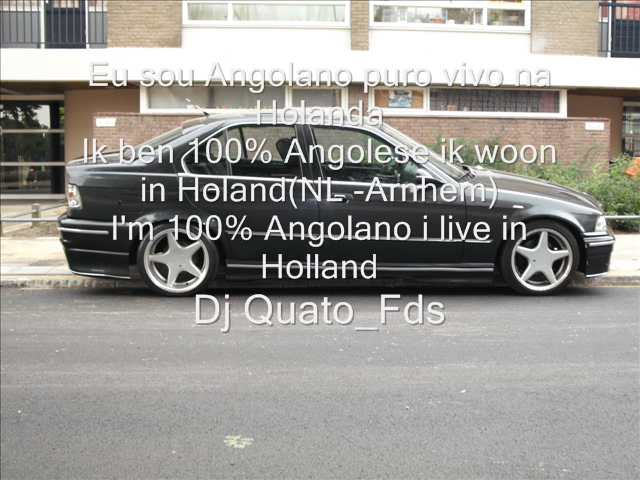 Eu sou Angolano puro vivo na
Holanda
Ik ben 100% Angolese ik woon
in Holand(NL -Arnhem)
I'm 100% Angolano i live in
Holland
Dj Quato_Fds